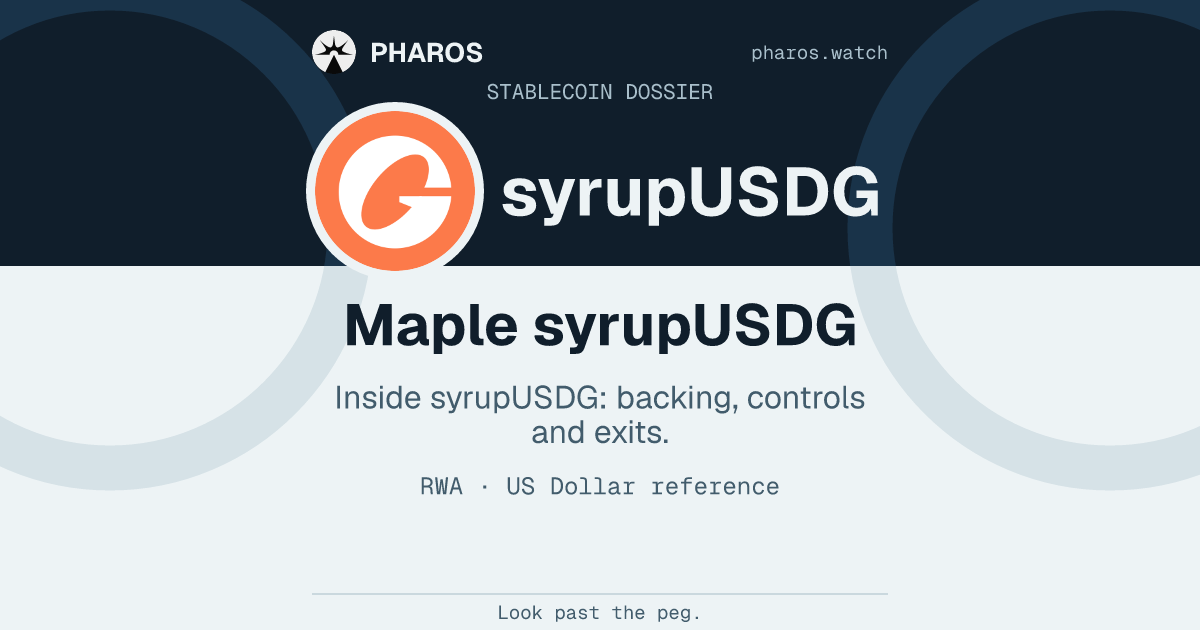 PHAROS
pharos.watch
STABLECOIN DOSSIER
syrupUSDG
Maple syrupUSDG
Inside syrupUSDG: backing, controls
and exits.
RWA · US Dollar reference
Look past the peg.